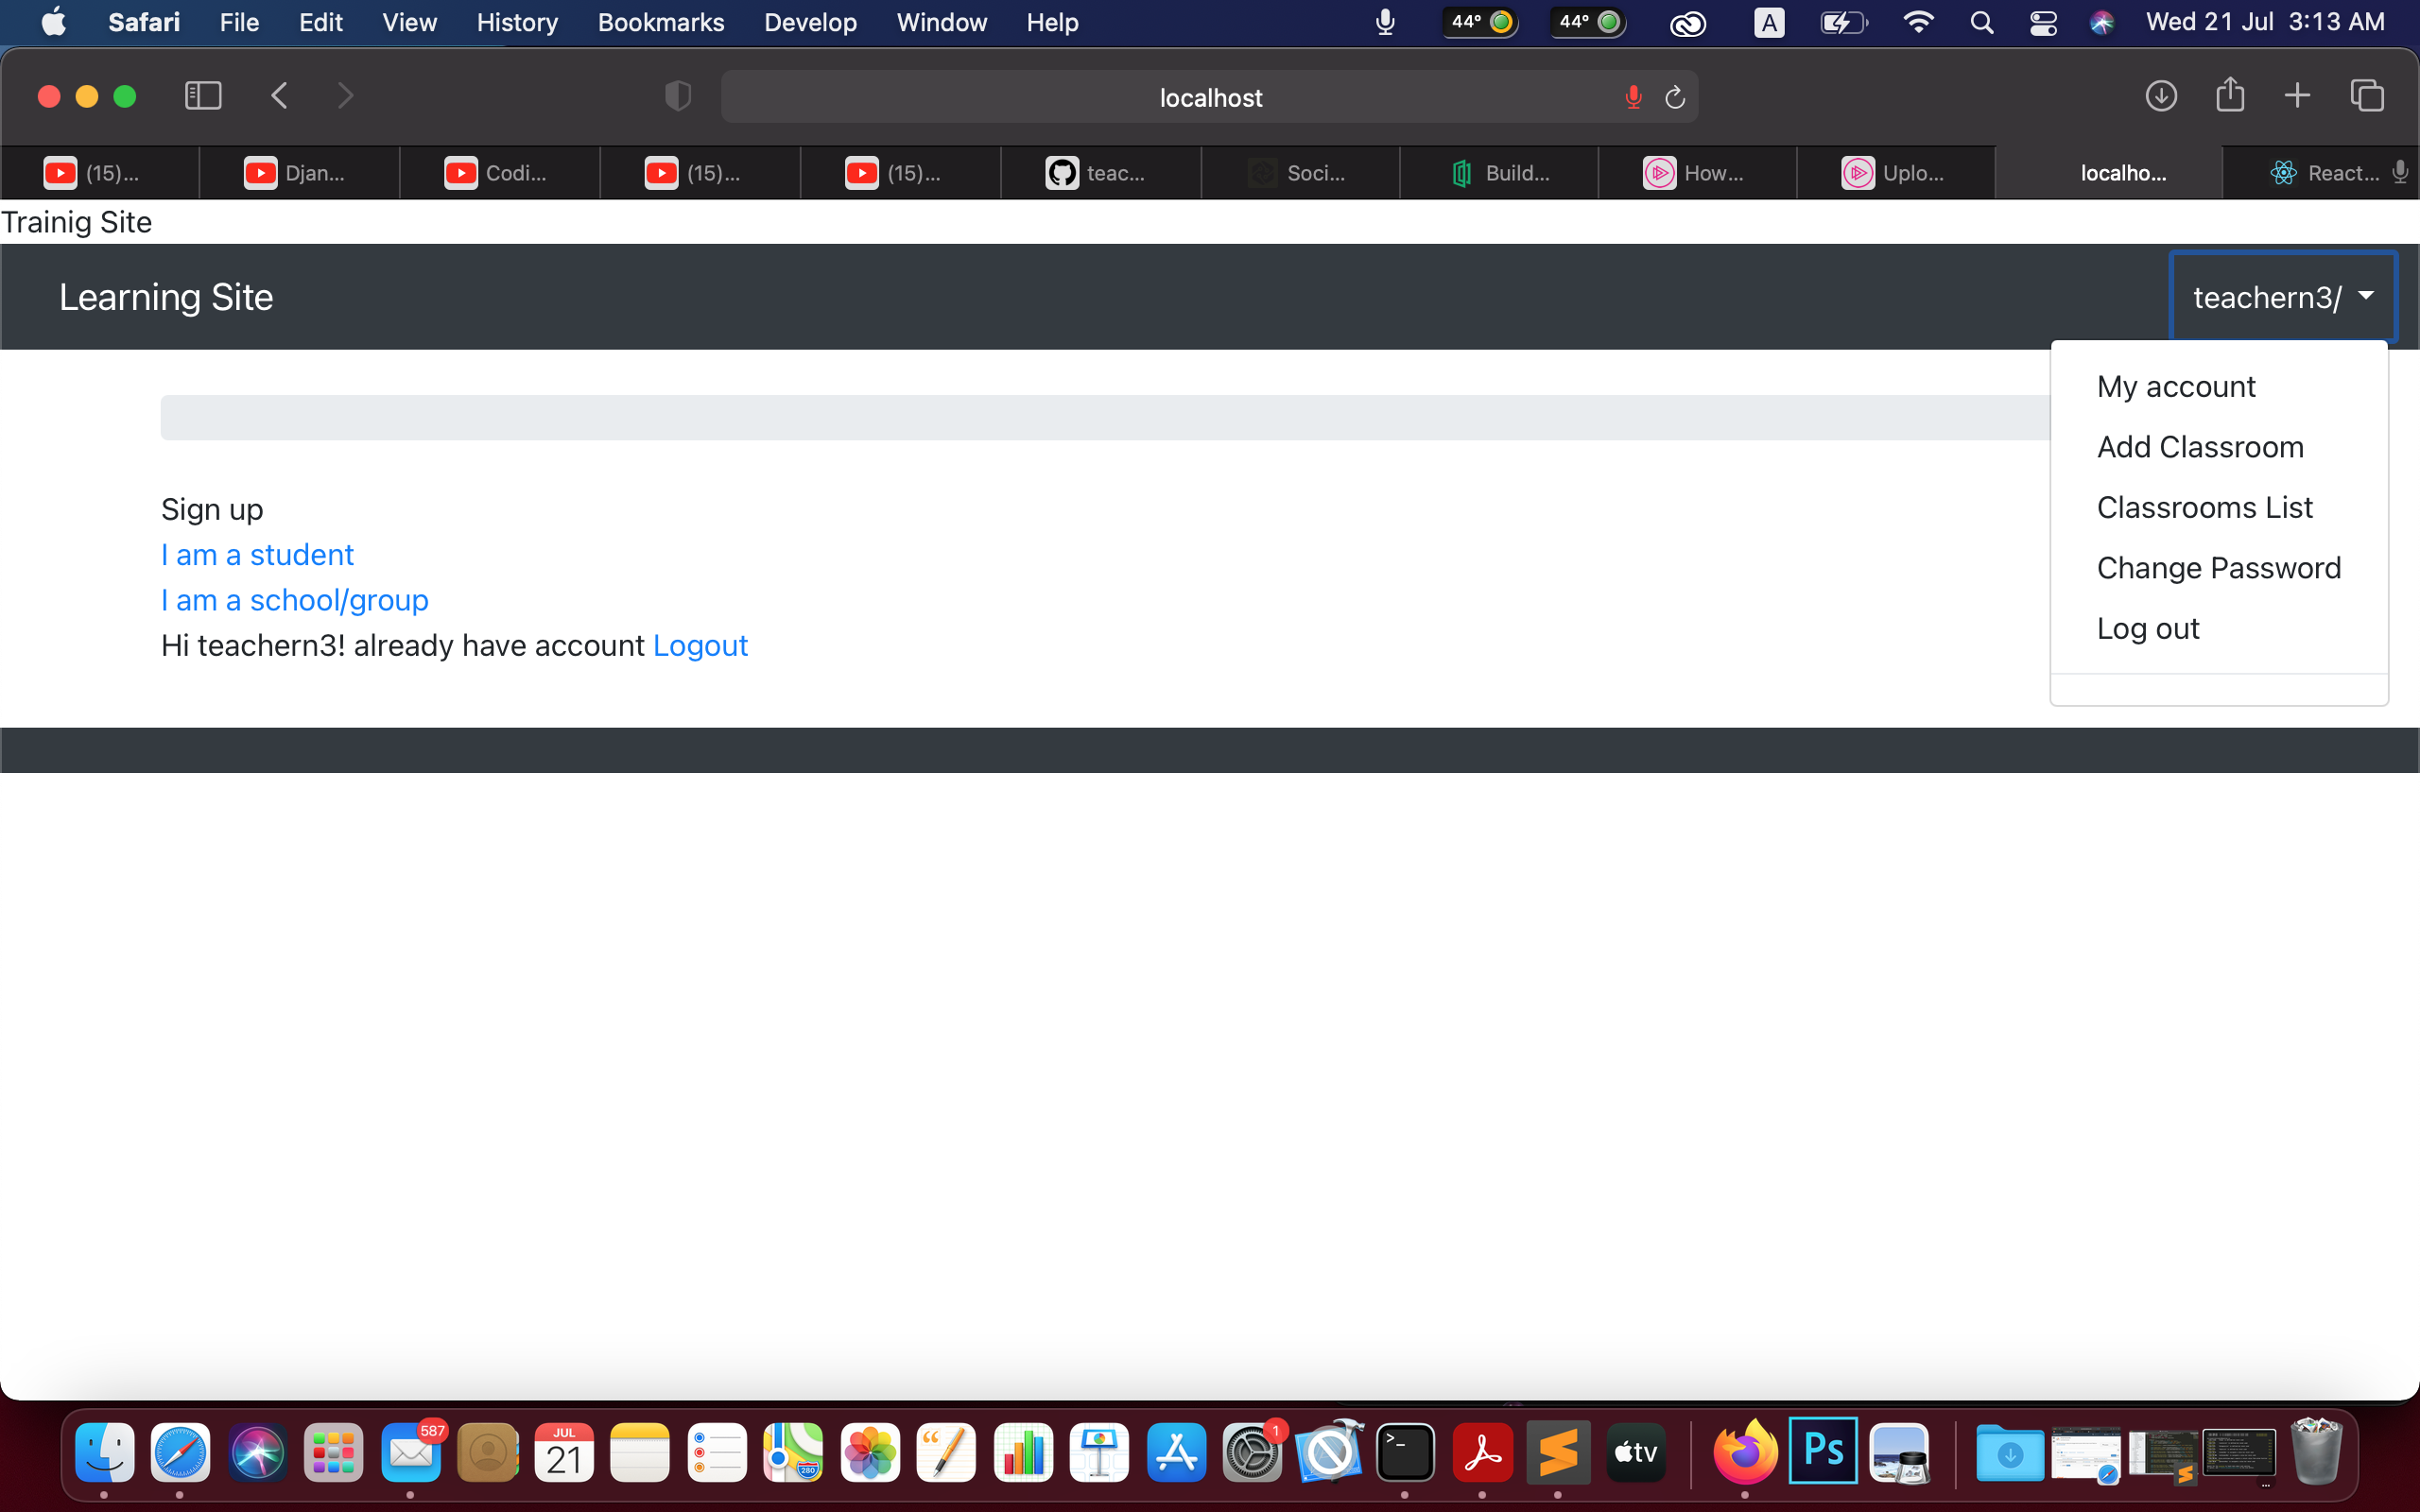 Safari File Edit View History Bookmarks Develop Window Help 44° 44° A Wed 21 Jul 3:13 AM
localhost
(15)... Djan... Codi... (15)... (15)... teac... Soci... Build... How... Uplo... localho... React...
Trainig Site
Learning Site teachern3/
My account
Add Classroom
Classrooms List
Change Password
Log out
Sign up
I am a student
I am a school/group
Hi teachern3! already have account Logout
587 JUL 21 280 1 >_ tv Ps